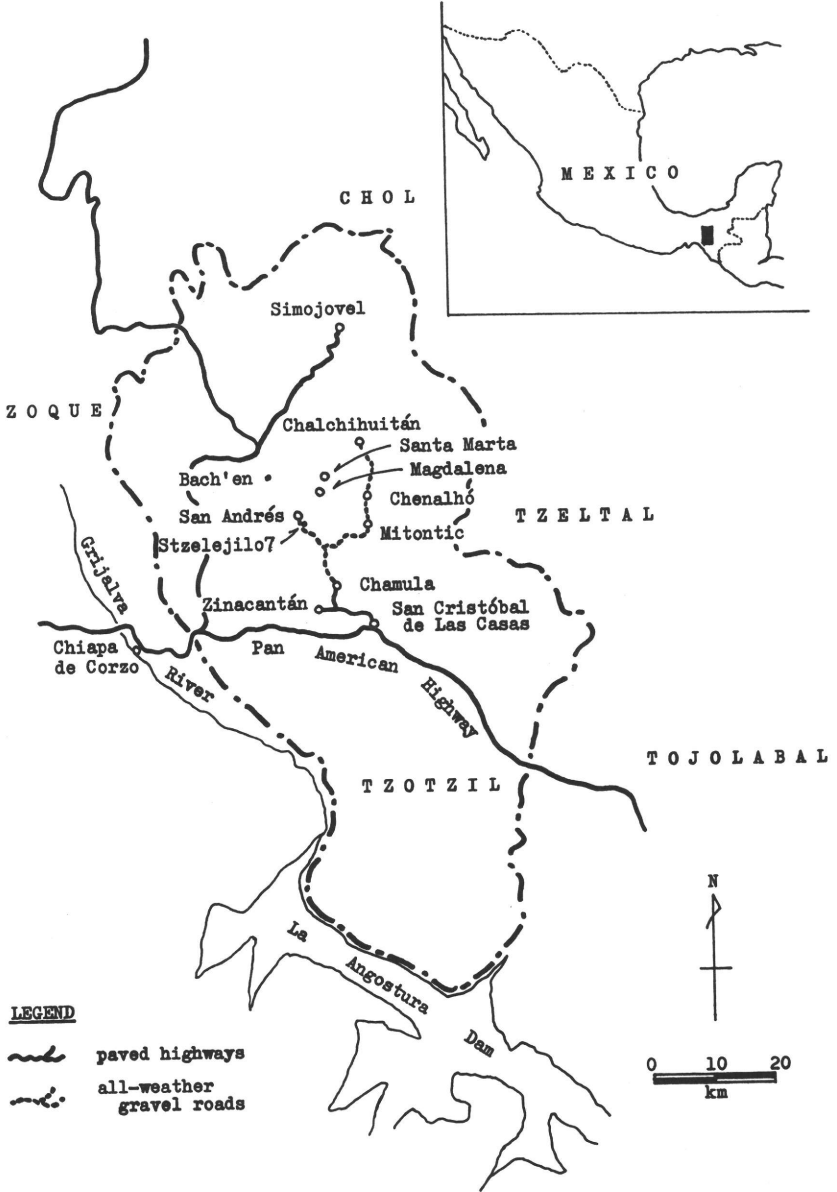 MEXICO
CHOL
Simojovel
ZOQUE
Chalchihuitán
Santa Marta
Magdalena
Bach'en
Chenalhó
San Andrés
TZELTAL
Stzelejilo7
Mitontic
Grijalva
River
Chamula
Zinacantán
San Cristóbal
de Las Casas
Chiapa
de Corzo
Pan American Highway
TOJOLABAL
TZOTZIL
N
La Angostura Dam
LEGEND
paved highways
all-weather
gravel roads
0 10 20
km